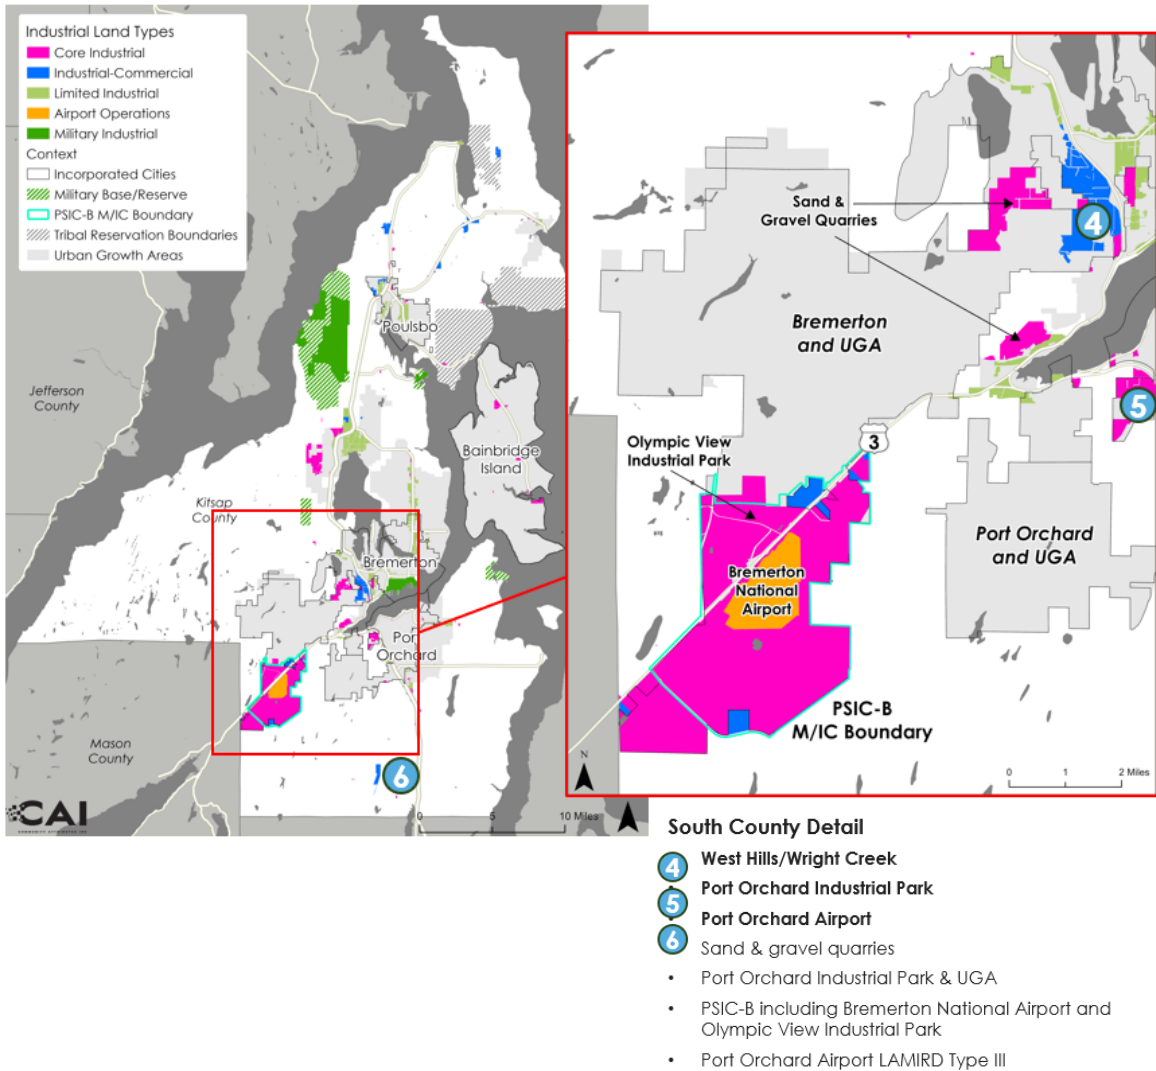 Industrial Land Types
Core Industrial
Industrial-Commercial
Limited Industrial
Airport Operations
Military Industrial
Context
Incorporated Cities
Military Base/Reserve
PSIC-B M/IC Boundary
Tribal Reservation Boundaries
Urban Growth Areas
Poulsbo
Jefferson
County
Bainbridge
Island
Kitsap
County
Bremerton
Port
Orchard
Mason
County
6
CAI
COMMUNITY ATTRIBUTES INC
0
5
10 Miles
Sand &
Gravel Quarries
4
Bremerton
and UGA
5
3
Olympic View
Industrial Park
Port Orchard
and UGA
Bremerton
National
Airport
PSIC-B
M/IC Boundary
N
0
1
2 Miles
South County Detail
4 West Hills/Wright Creek
5 Port Orchard Industrial Park
6 Port Orchard Airport
Sand & gravel quarries
• Port Orchard Industrial Park & UGA
• PSIC-B including Bremerton National Airport and
Olympic View Industrial Park
• Port Orchard Airport LAMIRD Type III